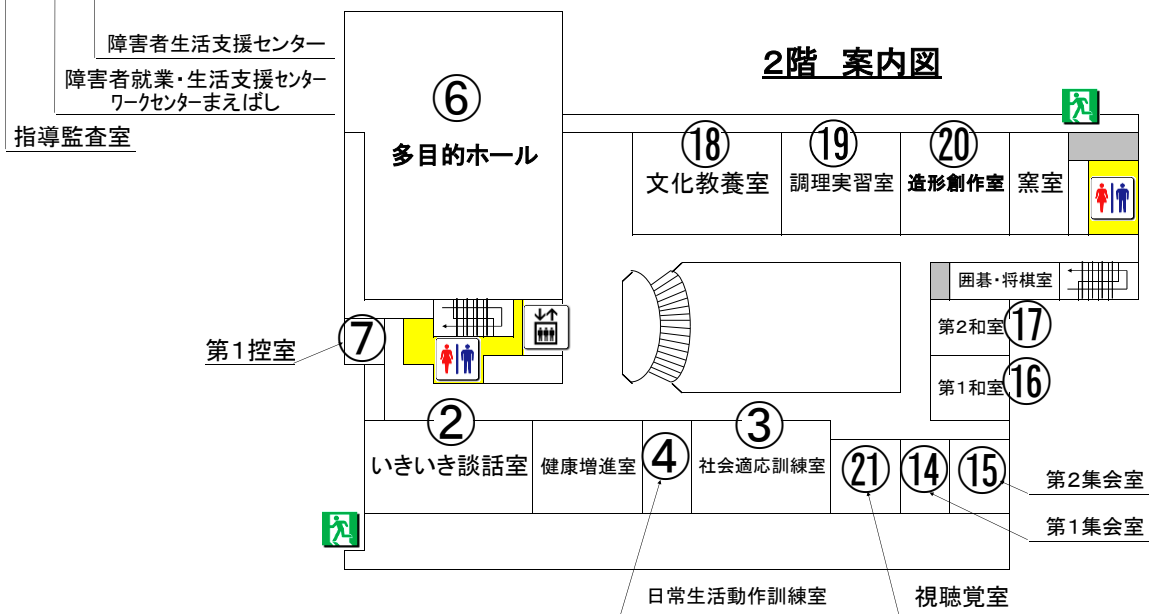 障害者生活支援センター
2階 案内図
障害者就業・生活支援センター
ワークセンターまえばし
指導監査室
⑥
多目的ホール
⑱
文化教養室
⑲
調理実習室
⑳
造形創作室
窯室
囲碁・将棋室
第2和室
⑰
第1和室
⑯
⑦
第1控室
②
いきいき談話室
健康増進室
④
③
社会適応訓練室
㉑
⑭
⑮
第2集会室
第1集会室
日常生活動作訓練室
視聴覚室